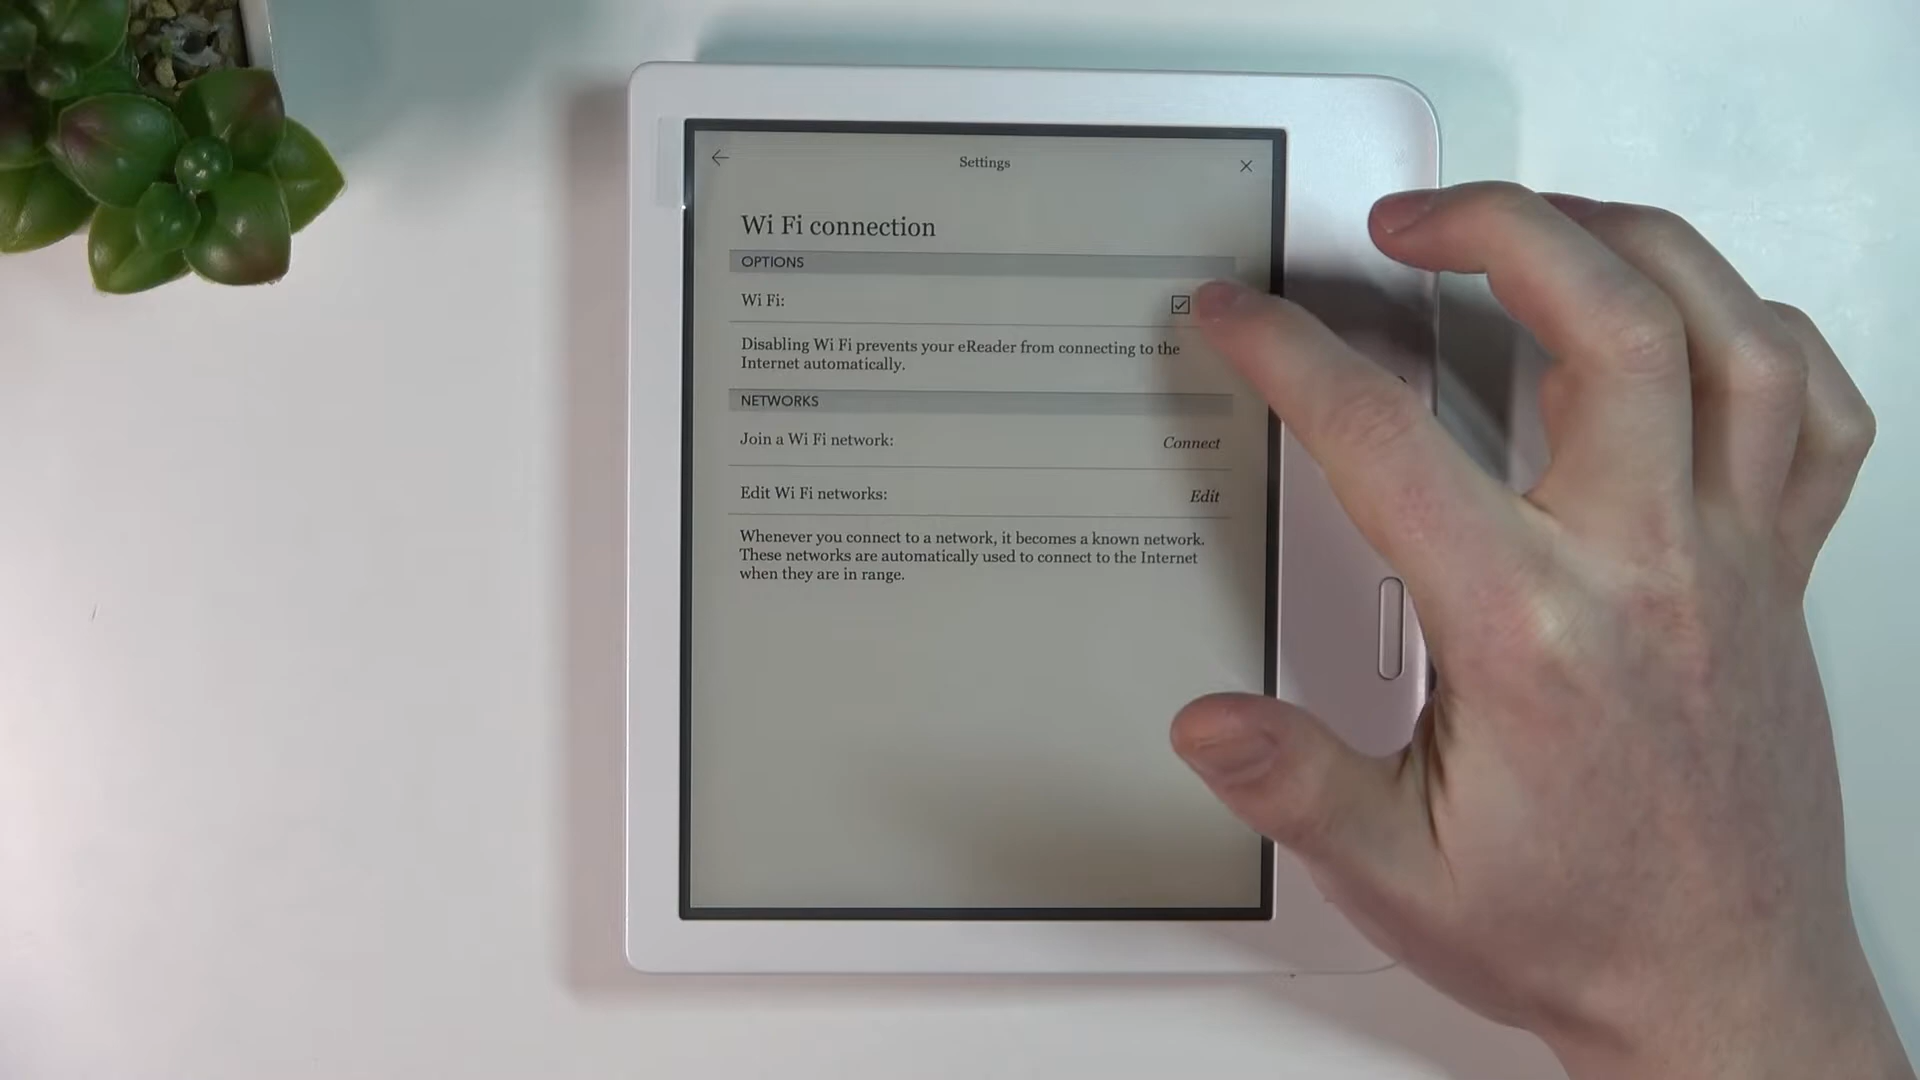 Settings
Wi Fi connection
OPTIONS
Wi Fi:
Disabling Wi Fi prevents your eReader from connecting to the
Internet automatically.
NETWORKS
Join a Wi Fi network: Connect
Edit Wi Fi networks: Edit
Whenever you connect to a network, it becomes a known network.
These networks are automatically used to connect to the Internet
when they are in range.